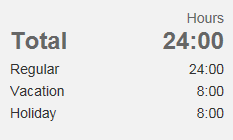 Hours
Total 24:00
Regular 24:00
Vacation 8:00
Holiday 8:00